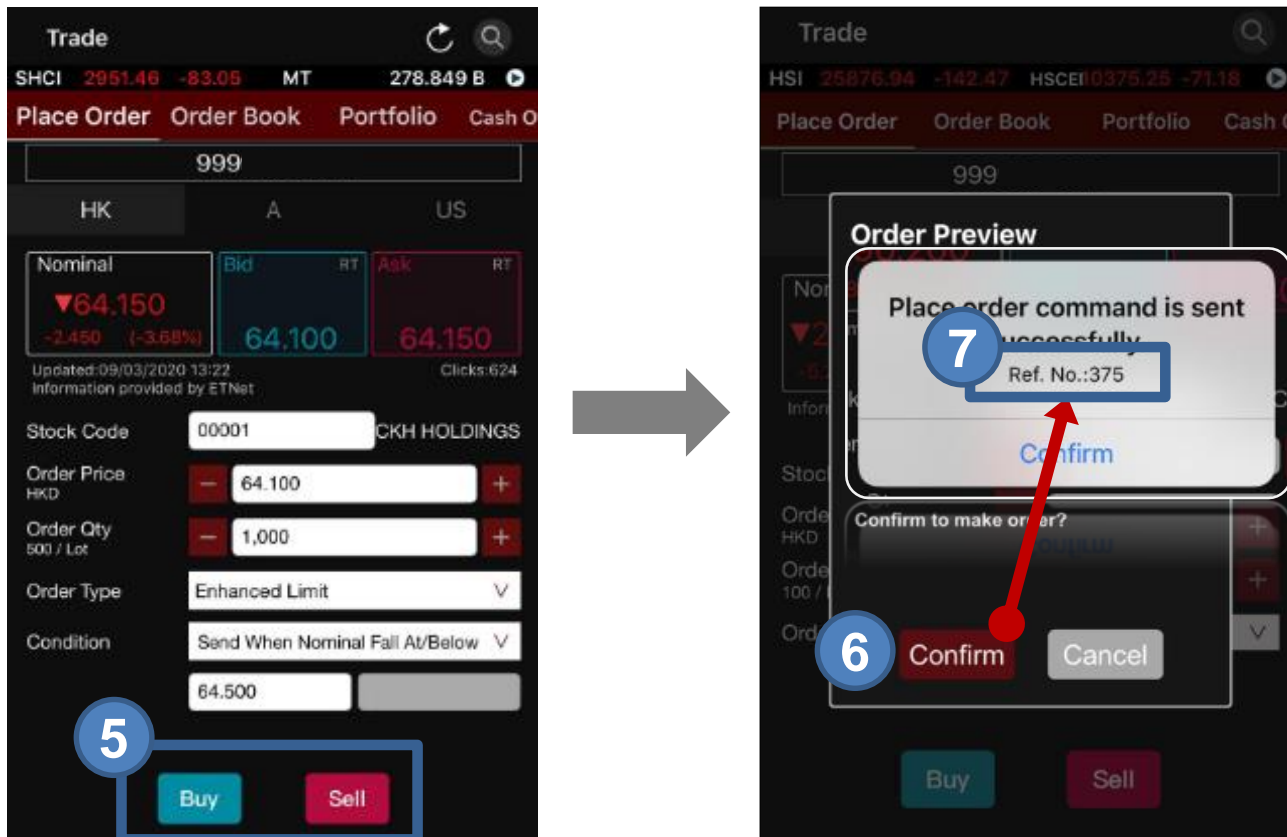 Trade
SHCI 2951.46 -83.05 MT 278.849 B
Place Order Order Book Portfolio Cash O
999
HK A US
Nominal Bid RT Ask RT
▼64.150
-2.450 (-3.68%) 64.100 64.150
Updated:09/03/2020 13:22 Clicks:624
Information provided by ETNet
Stock Code 00001 CKH HOLDINGS
Order Price
HKD
− 64.100 +
Order Qty
500 / Lot
− 1,000 +
Order Type Enhanced Limit
Condition Send When Nominal Fall At/Below
64.500
5
Buy Sell
Trade
HSI 25876.94 -142.47 HSCEI 10375.25 -71.18
Place Order Order Book Portfolio Cash
999
Order Preview
Place order command is sent
7
Ref. No.:375
Confirm
Confirm to make order?
HKD
100 /
6
Confirm Cancel
Buy Sell